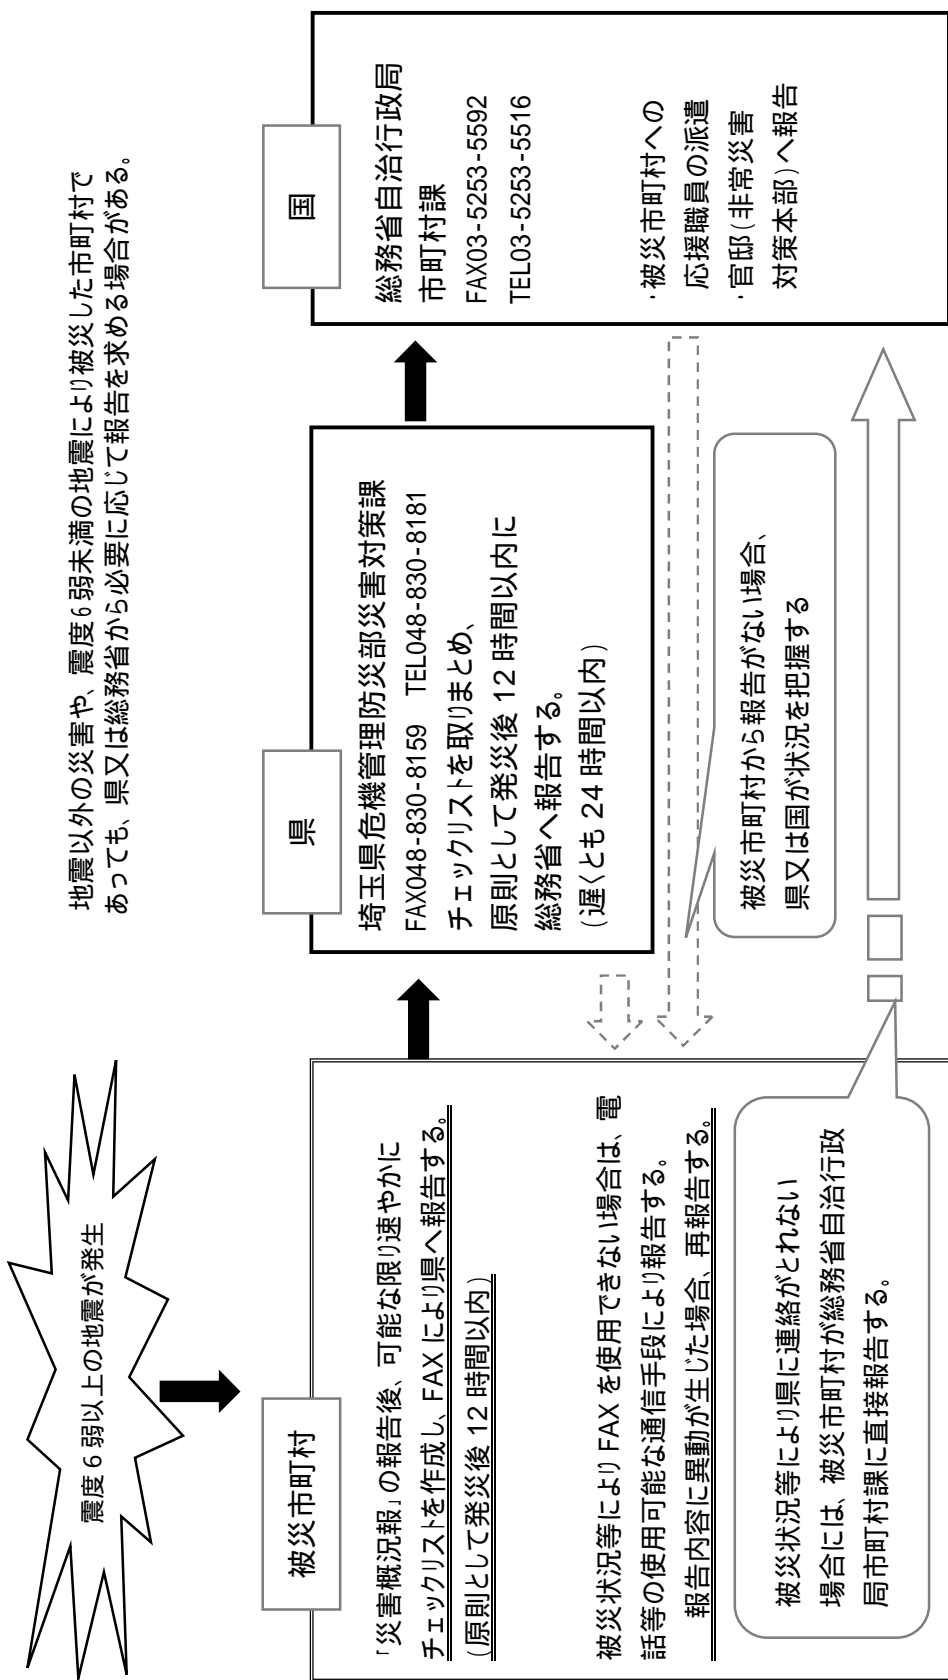 地震以外の災害や、震度６弱未満の地震により被災した市町村で
あっても、県又は総務省から必要に応じて報告を求める場合がある。
震度６弱以上の地震が発生
被災市町村
「災害概況報」の報告後、可能な限り速やかに
チェックリストを作成し、FAX により県へ報告する。
（原則として発災後 12 時間以内）
被災状況等により FAX を使用できない場合は、電
話等の使用可能な通信手段により報告する。
報告内容に異動が生じた場合、再報告する。
被災状況等により県に連絡がとれない
場合には、被災市町村が総務省自治行政
局市町村課に直接報告する。
県
埼玉県危機管理防災部災害対策課
FAX048-830-8159　TEL048-830-8181
チェックリストを取りまとめ、
原則として発災後 12 時間以内に
総務省へ報告する。
（遅くとも 24 時間以内）
被災市町村から報告がない場合、
県又は国が状況を把握する
国
総務省自治行政局
市町村課
FAX03-5253-5592
TEL03-5253-5516
・被災市町村への
応援職員の派遣
・官邸（非常災害
対策本部）へ報告